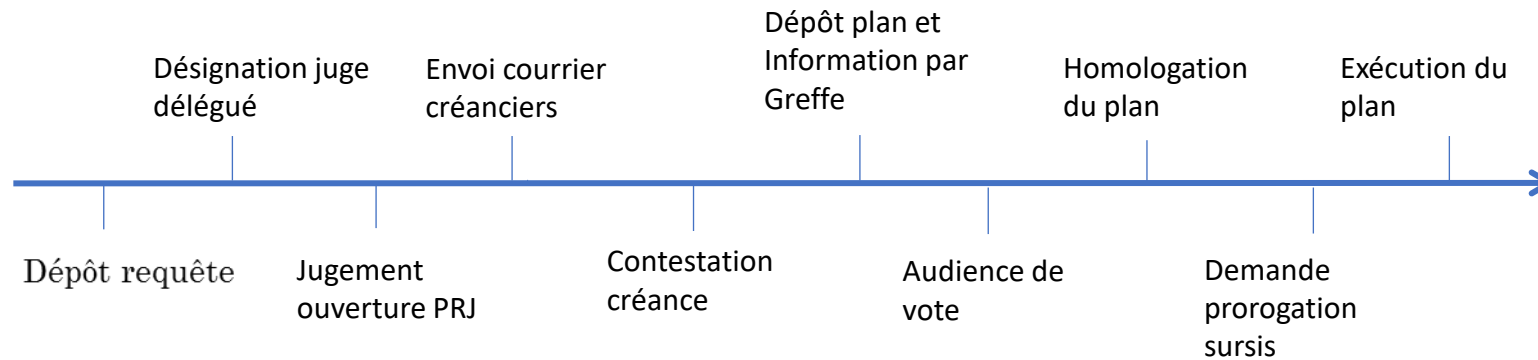 Désignation juge
délégué
Envoi courrier
créanciers
Dépôt plan et
Information par
Greffe
Homologation
du plan
Exécution du
plan
Dépôt requête
Jugement
ouverture PRJ
Contestation
créance
Audience de
vote
Demande
prorogation
sursis